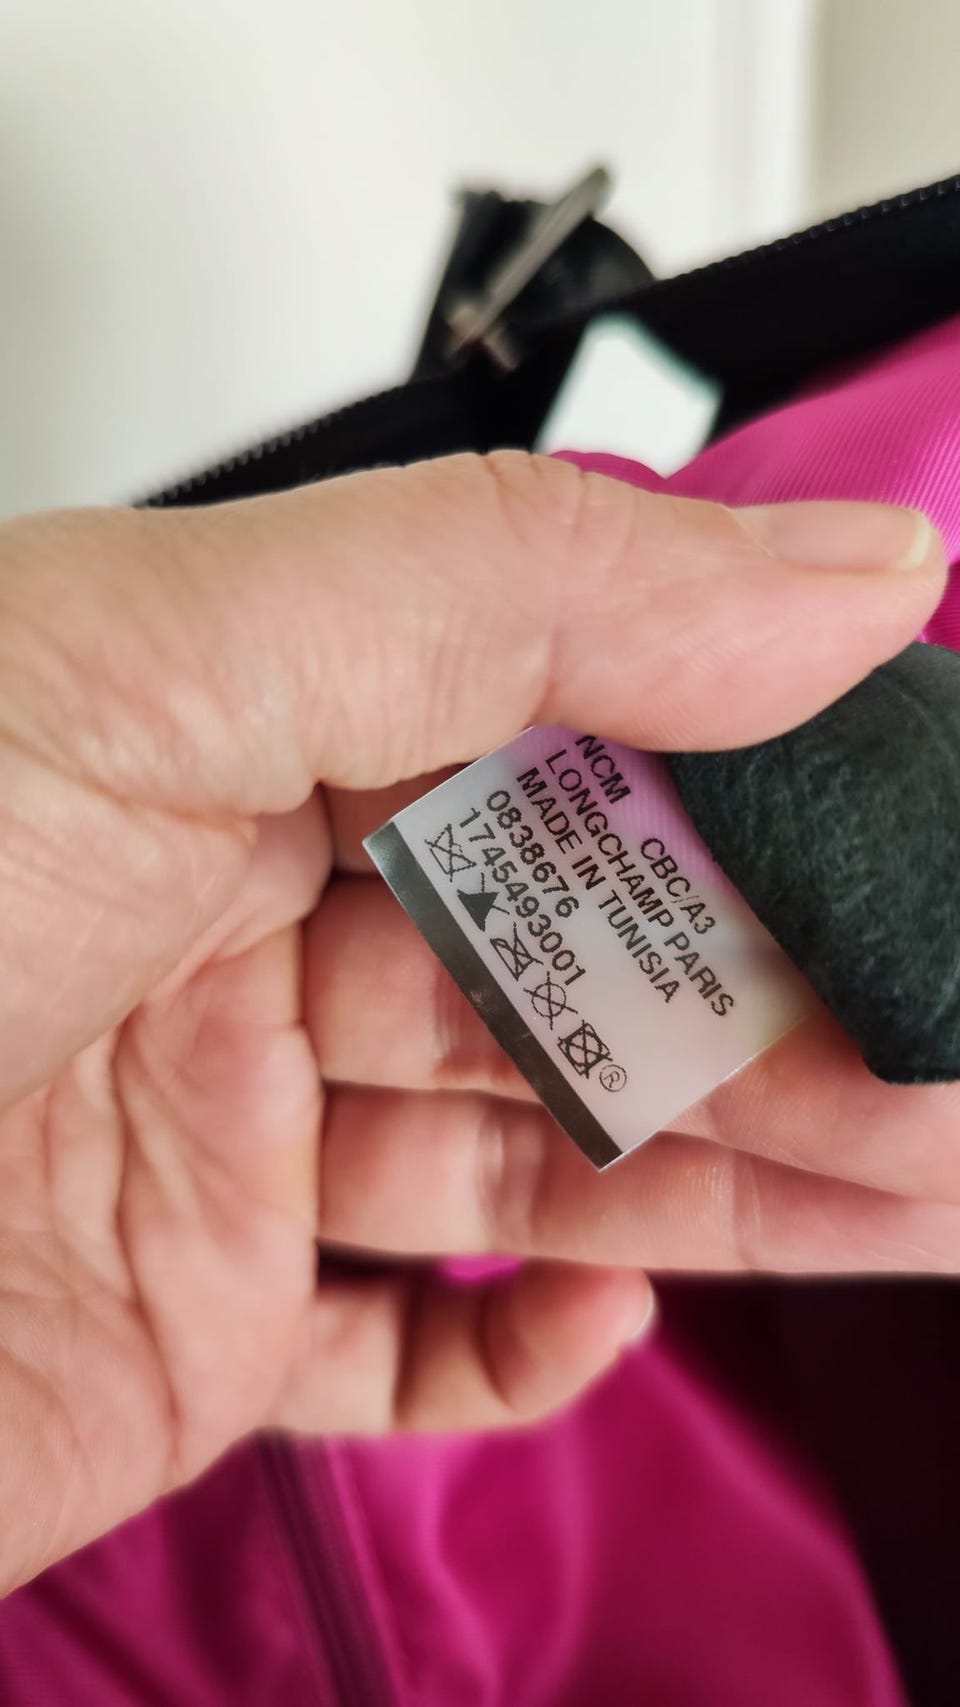 NCM CBC/A3
LONGCHAMP PARIS
MADE IN TUNISIA
0838676
1745493001
®